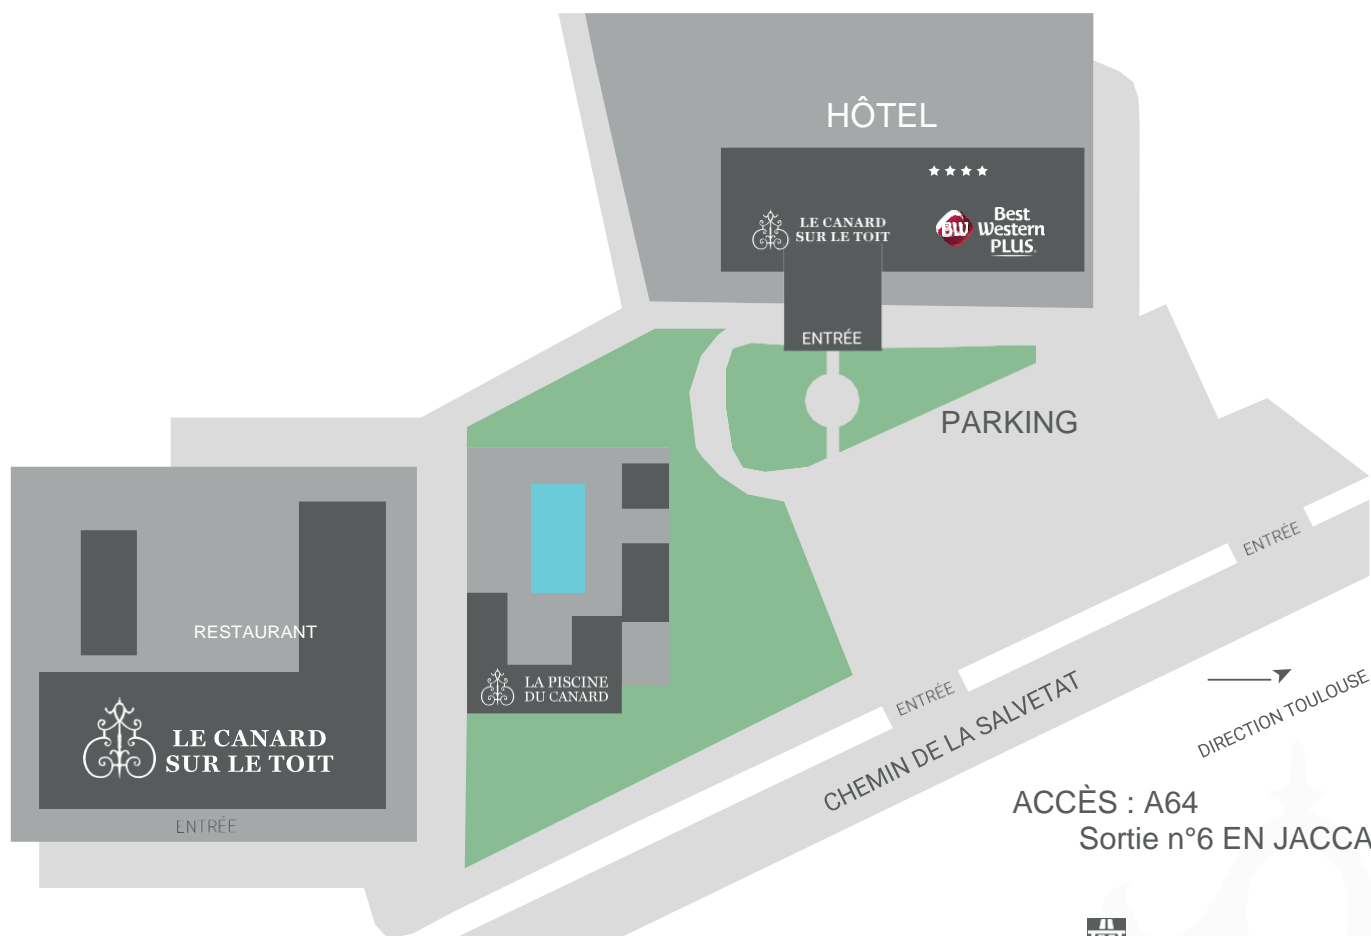 HÔTEL
LE CANARD
SUR LE TOIT
BW
Best
Western
PLUS
ENTRÉE
PARKING
RESTAURANT
LE CANARD
SUR LE TOIT
ENTRÉE
LA PISCINE
DU CANARD
ENTRÉE
ENTRÉE
CHEMIN DE LA SALVETAT
DIRECTION TOULOUSE
ACCÈS : A64
Sortie n°6 EN JACCA